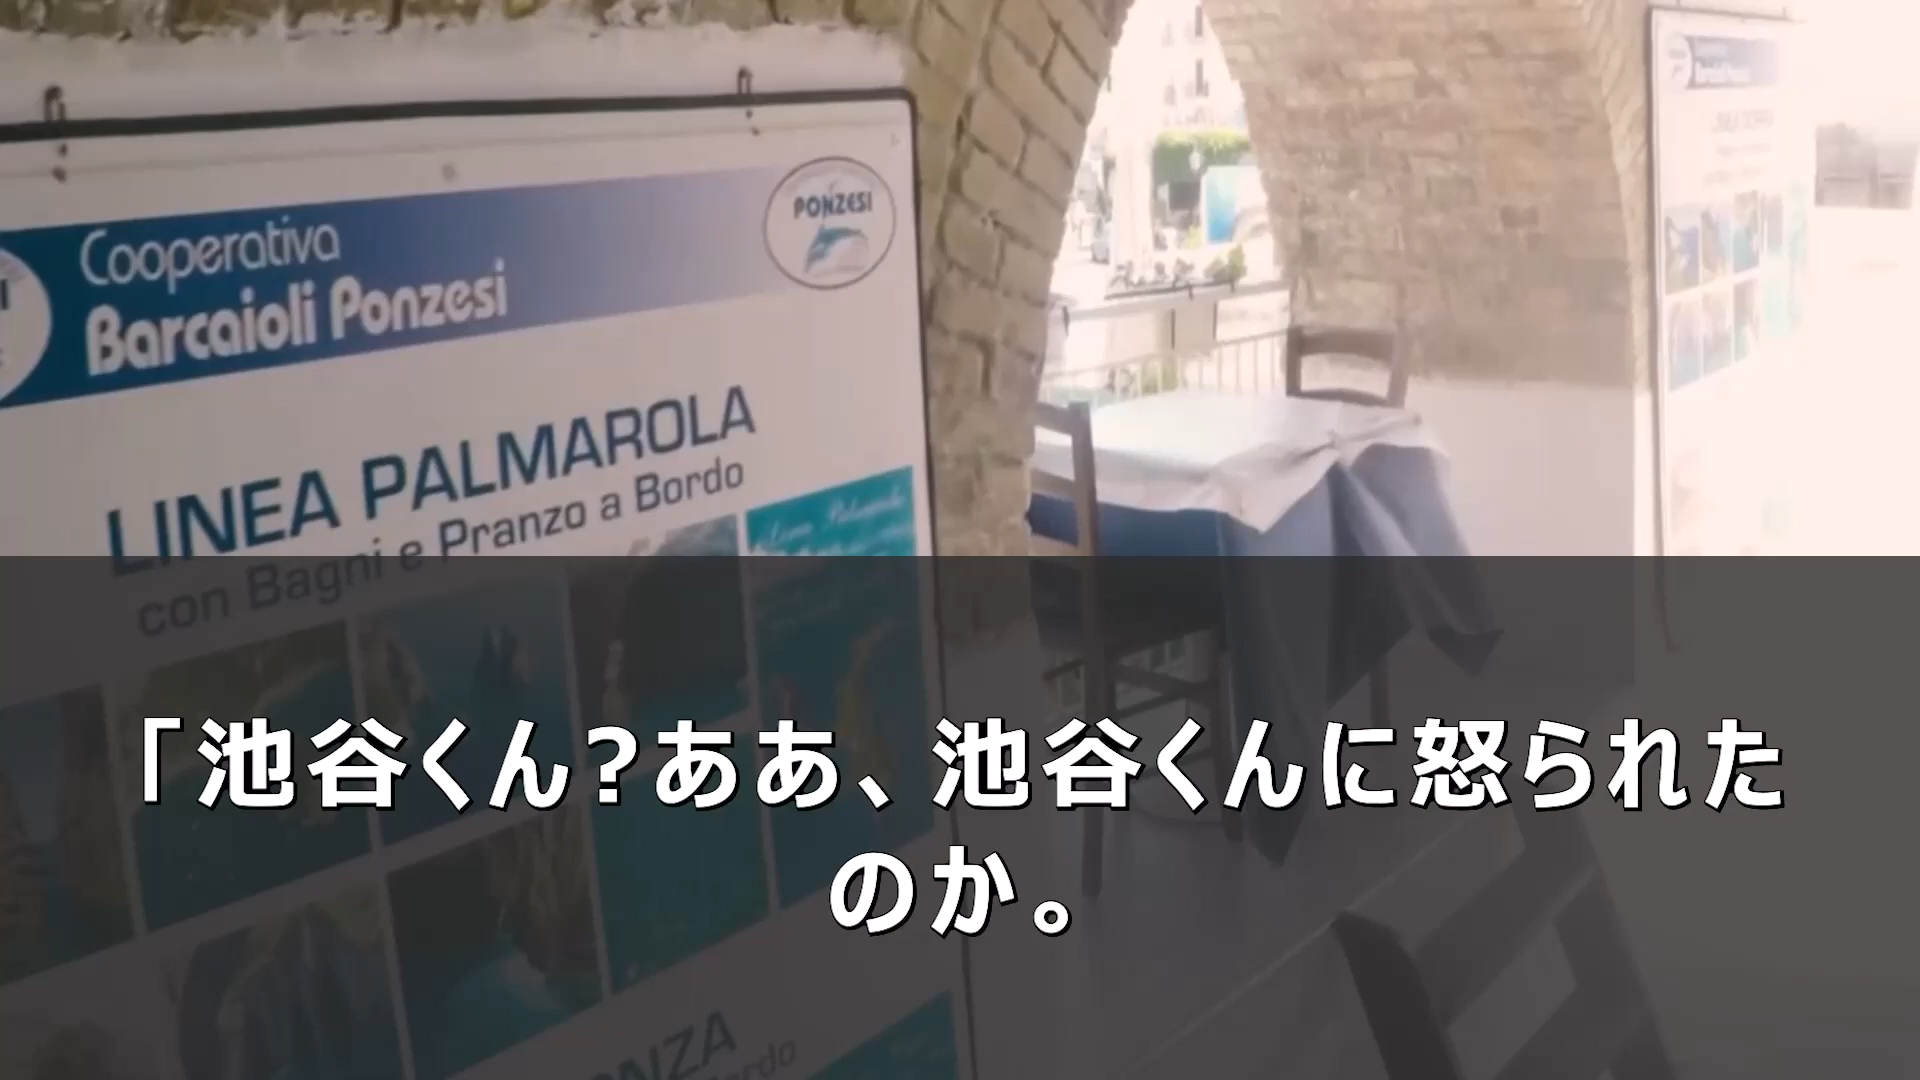 PONZESI
Cooperativa
Barcaioli Ponzesi
LINEA PALMAROLA
con Bagni e Pranzo a Bordo
「池谷くん?ああ、池谷くんに怒られた
のか。